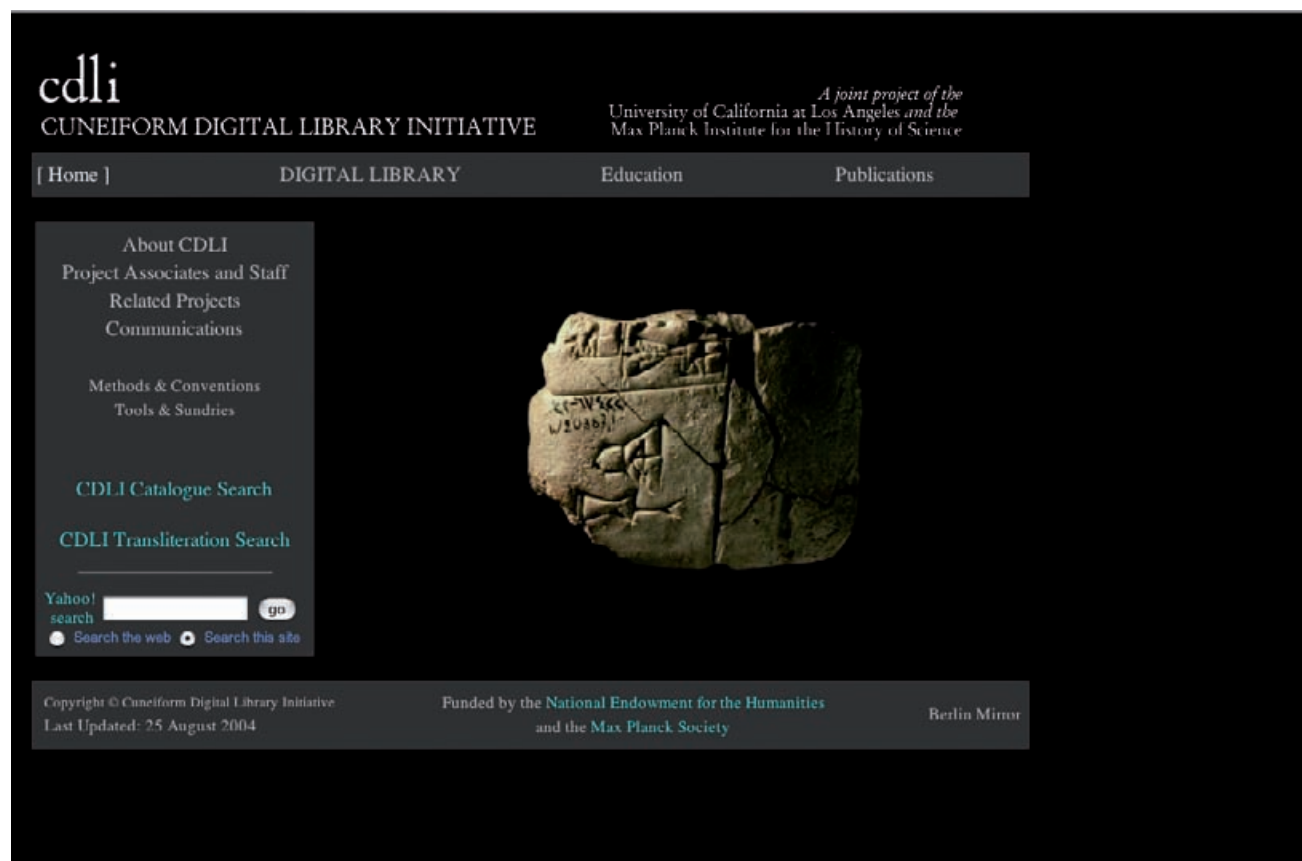 cdli
CUNEIFORM DIGITAL LIBRARY INITIATIVE
A joint project of the
University of California at Los Angeles and the
Max Planck Institute for the History of Science
[ Home ] DIGITAL LIBRARY Education Publications
About CDLI
Project Associates and Staff
Related Projects
Communications
Methods & Conventions
Tools & Sundries
CDLI Catalogue Search
CDLI Transliteration Search
Yahoo!
search
go
Search the web Search this site
Copyright © Cuneiform Digital Library Initiative
Last Updated: 25 August 2004
Funded by the National Endowment for the Humanities
and the Max Planck Society
Berlin Mirror